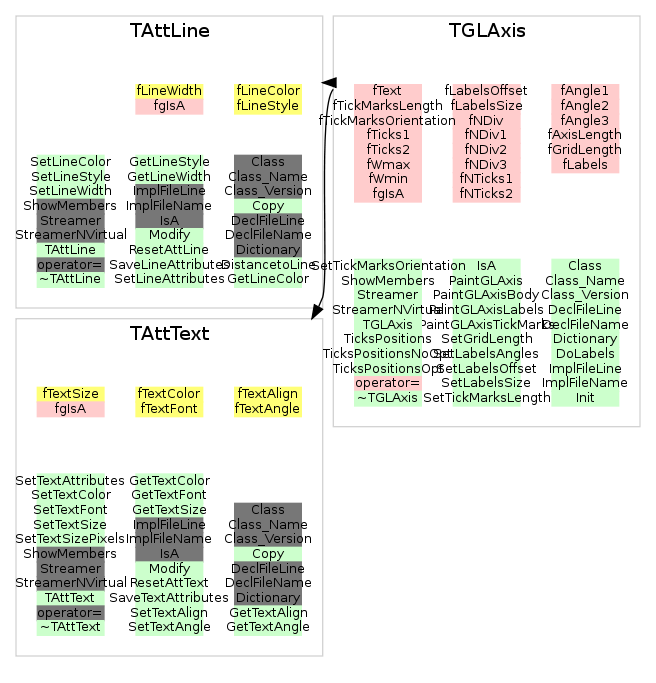 TAttLine
fLineWidth fLineColor
fgIsA fLineStyle
SetLineColor GetLineStyle Class
SetLineStyle GetLineWidth Class_Name
SetLineWidth ImplFileLine Class_Version
ShowMembers ImplFileName Copy
Streamer IsA DeclFileLine
StreamerNVirtual Modify DeclFileName
TAttLine ResetAttLine Dictionary
operator= SaveLineAttributes DistancetoLine
~TAttLine SetLineAttributes GetLineColor
TGLAxis
fText fLabelsOffset fAngle1
fTickMarksLength fLabelsSize fAngle2
fTickMarksOrientation fNDiv fAngle3
fTicks1 fNDiv1 fAxisLength
fTicks2 fNDiv2 fGridLength
fWmax fNDiv3 fLabels
fWmin fNTicks1
fgIsA fNTicks2
SetTickMarksOrientation IsA Class
ShowMembers PaintGLAxis Class_Name
Streamer PaintGLAxisBody Class_Version
StreamerNVirtual PaintGLAxisLabels DeclFileLine
TGLAxis PaintGLAxisTickMarks DeclFileName
TicksPositions SetGridLength Dictionary
TicksPositionsNoOpt SetLabelsAngles DoLabels
TicksPositionsOpt SetLabelsOffset ImplFileLine
operator= SetLabelsSize ImplFileName
~TGLAxis SetTickMarksLength Init
TAttText
fTextSize fTextColor fTextAlign
fgIsA fTextFont fTextAngle
SetTextAttributes GetTextColor
SetTextColor GetTextFont
SetTextFont GetTextSize Class
SetTextSize ImplFileLine Class_Name
SetTextSizePixels ImplFileName Class_Version
ShowMembers IsA Copy
Streamer Modify DeclFileLine
StreamerNVirtual ResetAttText DeclFileName
TAttText SaveTextAttributes Dictionary
operator= SetTextAlign GetTextAlign
~TAttText SetTextAngle GetTextAngle